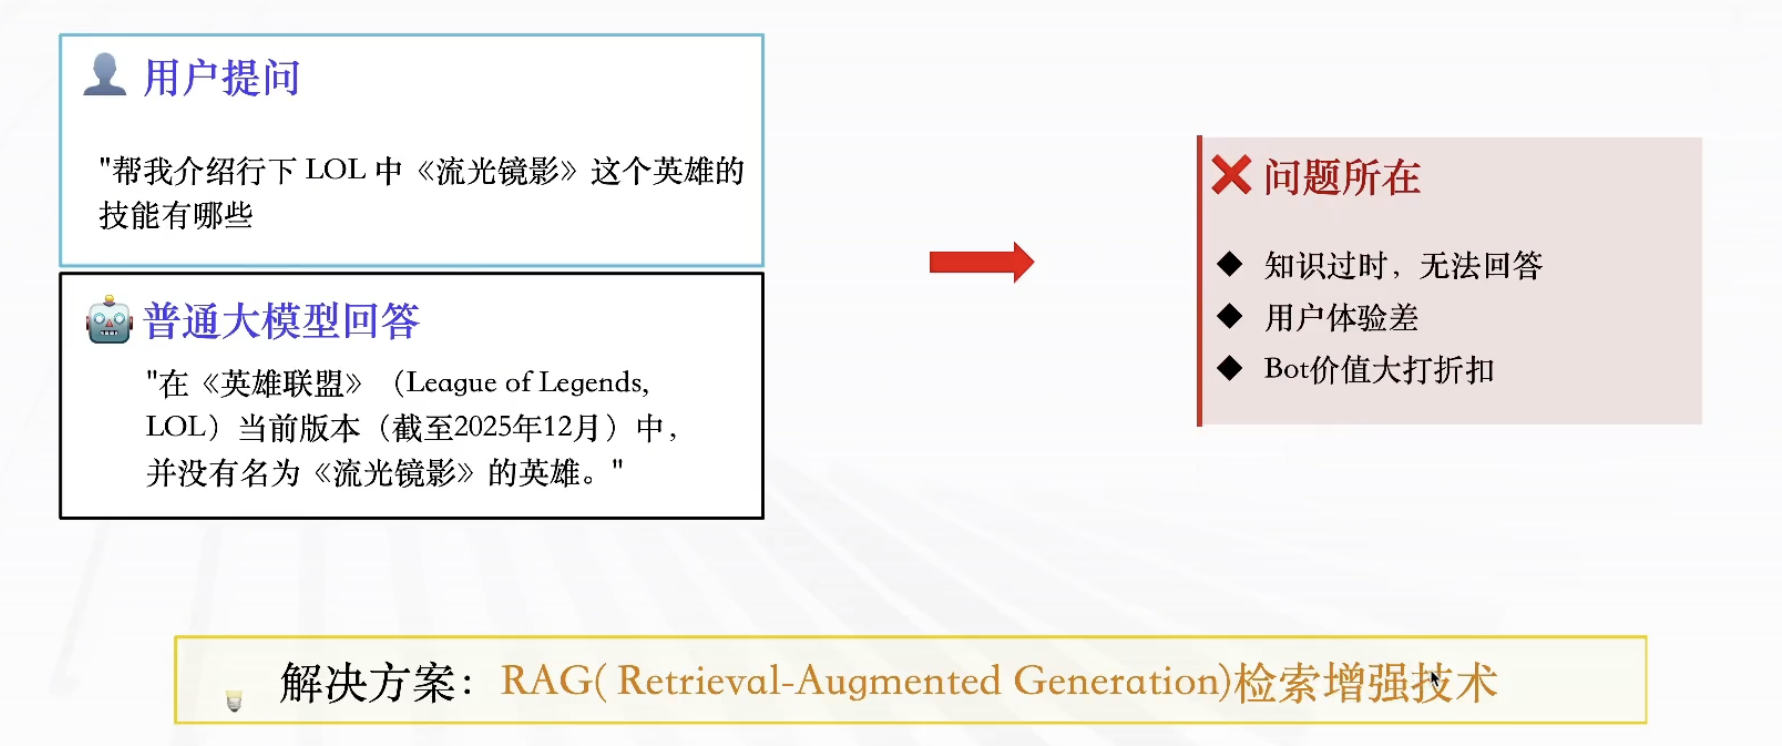 用户提问
"帮我介绍行下 LOL 中《流光镜影》这个英雄的
技能有哪些
普通大模型回答
"在《英雄联盟》（League of Legends,
LOL）当前版本（截至2025年12月）中，
并没有名为《流光镜影》的英雄。"
问题所在
知识过时，无法回答
用户体验差
Bot价值大打折扣
解决方案：RAG( Retrieval-Augmented Generation)检索增强技术